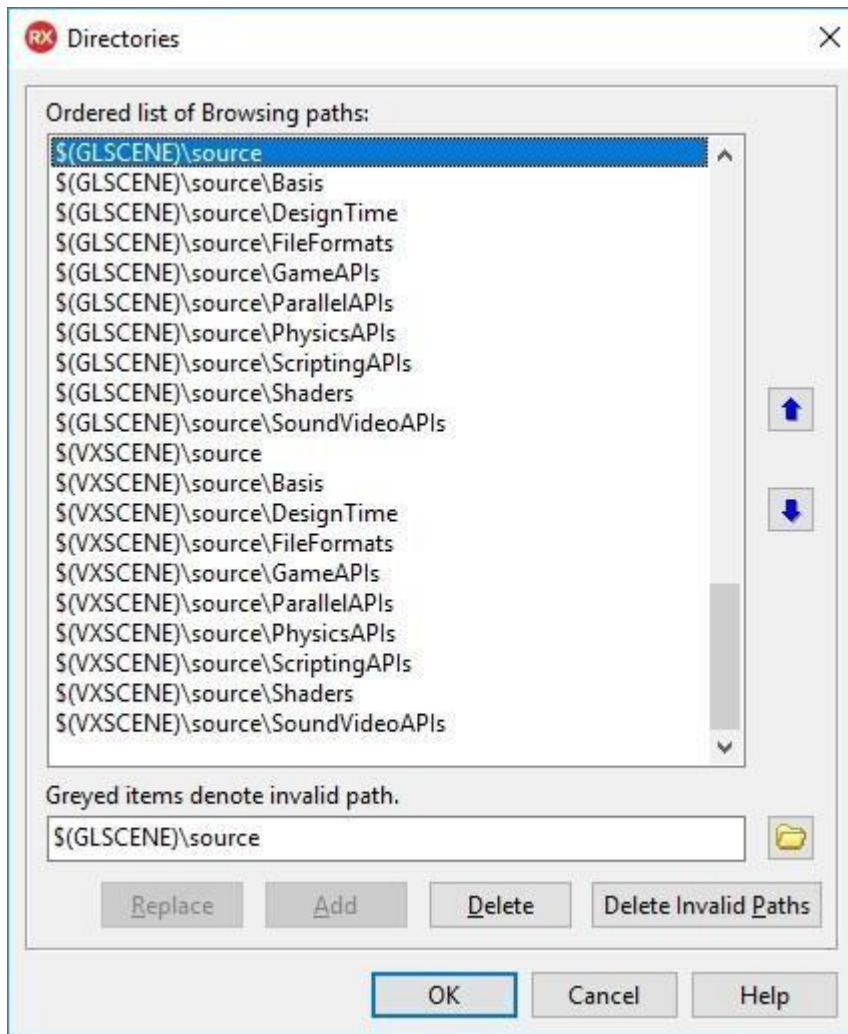 RX Directories
Ordered list of Browsing paths:
$(GLSCENE)\source
$(GLSCENE)\source\Basis
$(GLSCENE)\source\DesignTime
$(GLSCENE)\source\FileFormats
$(GLSCENE)\source\GameAPIs
$(GLSCENE)\source\ParallelAPIs
$(GLSCENE)\source\PhysicsAPIs
$(GLSCENE)\source\ScriptingAPIs
$(GLSCENE)\source\Shaders
$(GLSCENE)\source\SoundVideoAPIs
$(VXSCENE)\source
$(VXSCENE)\source\Basis
$(VXSCENE)\source\DesignTime
$(VXSCENE)\source\FileFormats
$(VXSCENE)\source\GameAPIs
$(VXSCENE)\source\ParallelAPIs
$(VXSCENE)\source\PhysicsAPIs
$(VXSCENE)\source\ScriptingAPIs
$(VXSCENE)\source\Shaders
$(VXSCENE)\source\SoundVideoAPIs
Greyed items denote invalid path.
$(GLSCENE)\source
Replace Add Delete Delete Invalid Paths
OK Cancel Help